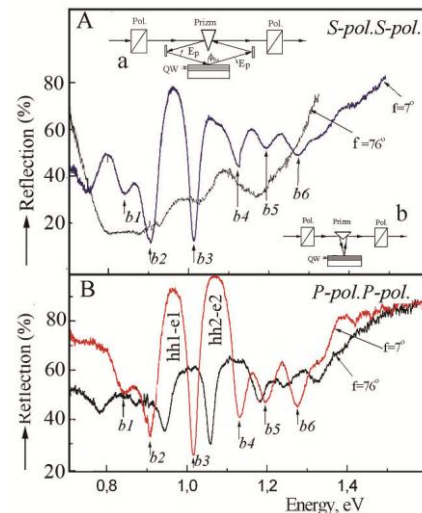 A
S-pol.S-pol.
Pol.
Prizm
Pol.
a
Ep
Ep
QW
Reflection (%)
80
60
40
20
f=7°
f=76°
b1
b2
b3
b4
b5
b6
b
Pol.
Prizm
Pol.
QW
B
P-pol.P-pol.
Reflection (%)
80
60
40
20
hh1-e1
hh2-e2
f=7°
f=76°
b1
b2
b3
b4
b5
b6
0,8
1,0
1,2
1,4
Energy, eV